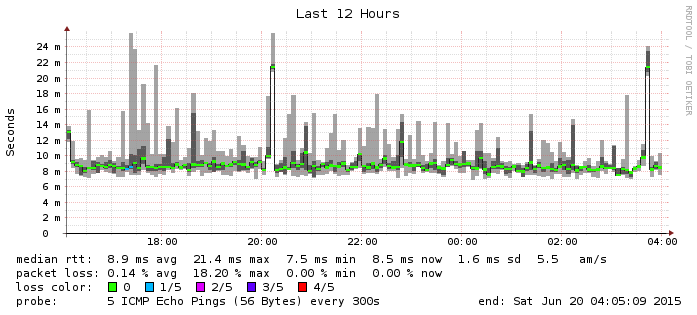 Last 12 Hours
RRDTOOL / TOBI OETIKER
Seconds
24 m
22 m
20 m
18 m
16 m
14 m
12 m
10 m
8 m
6 m
4 m
2 m
0
18:00 20:00 22:00 00:00 02:00 04:00
median rtt: 8.9 ms avg 21.4 ms max 7.5 ms min 8.5 ms now 1.6 ms sd 5.5 am/s
packet loss: 0.14 % avg 18.20 % max 0.00 % min 0.00 % now
loss color: 0 1/5 2/5 3/5 4/5
probe: 5 ICMP Echo Pings (56 Bytes) every 300s end: Sat Jun 20 04:05:09 2015